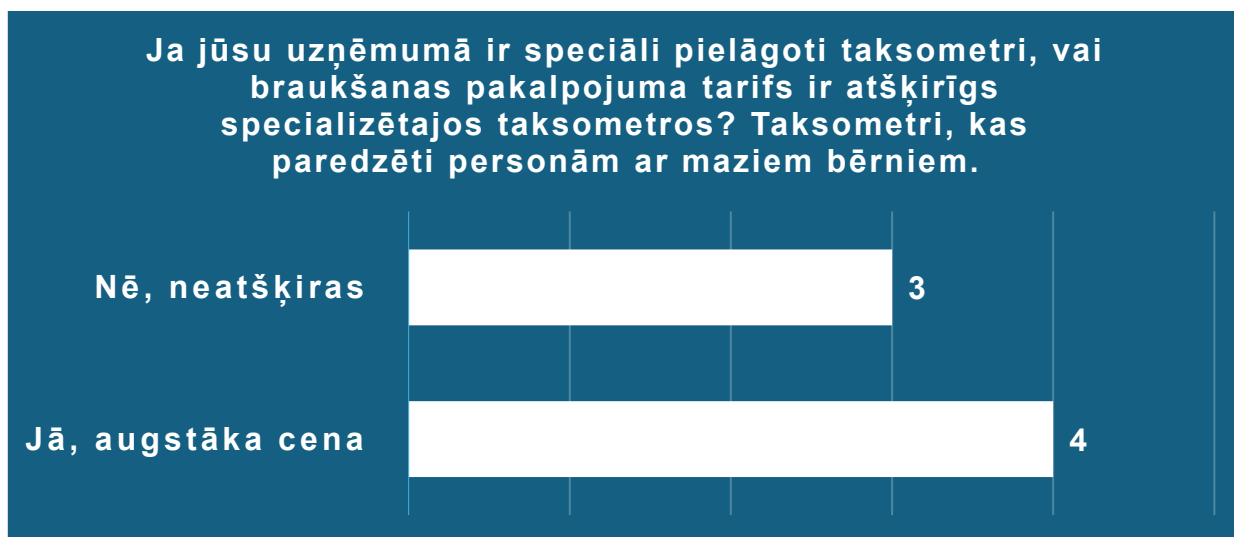 Ja jūsu uzņēmumā ir speciāli pielāgoti taksometri, vai
braukšanas pakalpojuma tarifs ir atšķirīgs
specializētajos taksometros? Taksometri, kas
paredzēti personām ar maziem bērniem.
Nē, neatšķiras
3
Jā, augstāka cena
4